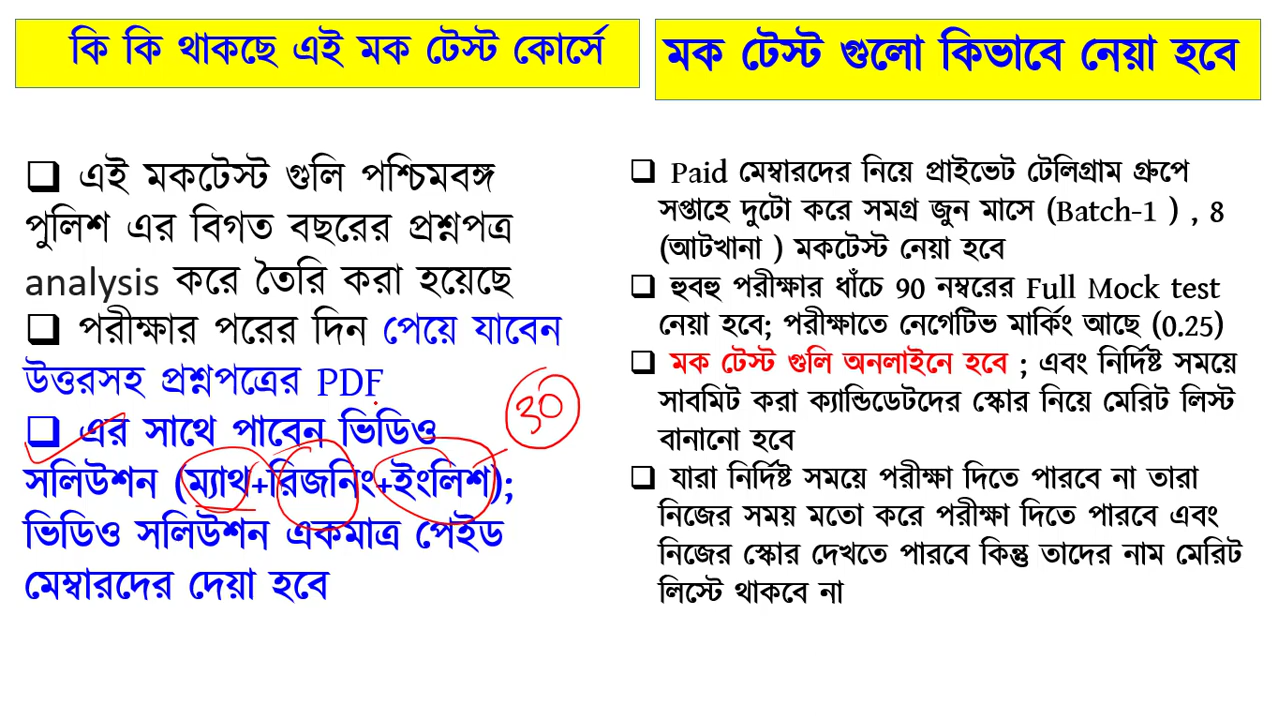 কি কি থাকছে এই মক টেস্ট কোর্সে
❑ এই মকটেস্ট গুলি পশ্চিমবঙ্গ
পুলিশ এর বিগত বছরের প্রশ্নপত্র
analysis করে তৈরি করা হয়েছে
❑ পরীক্ষার পরের দিন পেয়ে যাবেন
উত্তরসহ প্রশ্নপত্রের PDF
❑ এর সাথে পাবেন ভিডিও
সলিউশন (ম্যাথ+রিজনিং+ইংলিশ);
ভিডিও সলিউশন একমাত্র পেইড
মেম্বারদের দেয়া হবে
30
মক টেস্ট গুলো কিভাবে নেয়া হবে
❑ Paid মেম্বারদের নিয়ে প্রাইভেট টেলিগ্রাম গ্রুপে
সপ্তাহে দুটো করে সমগ্র জুন মাসে (Batch-1 ) , 8
(আটখানা ) মকটেস্ট নেয়া হবে
❑ হুবহু পরীক্ষার ধাঁচে 90 নম্বরের Full Mock test
নেয়া হবে; পরীক্ষাতে নেগেটিভ মার্কিং আছে (0.25)
❑ মক টেস্ট গুলি অনলাইনে হবে ; এবং নির্দিষ্ট সময়ে
সাবমিট করা ক্যান্ডিডেটদের স্কোর নিয়ে মেরিট লিস্ট
বানানো হবে
❑ যারা নির্দিষ্ট সময়ে পরীক্ষা দিতে পারবে না তারা
নিজের সময় মতো করে পরীক্ষা দিতে পারবে এবং
নিজের স্কোর দেখতে পারবে কিন্তু তাদের নাম মেরিট
লিস্টে থাকবে না